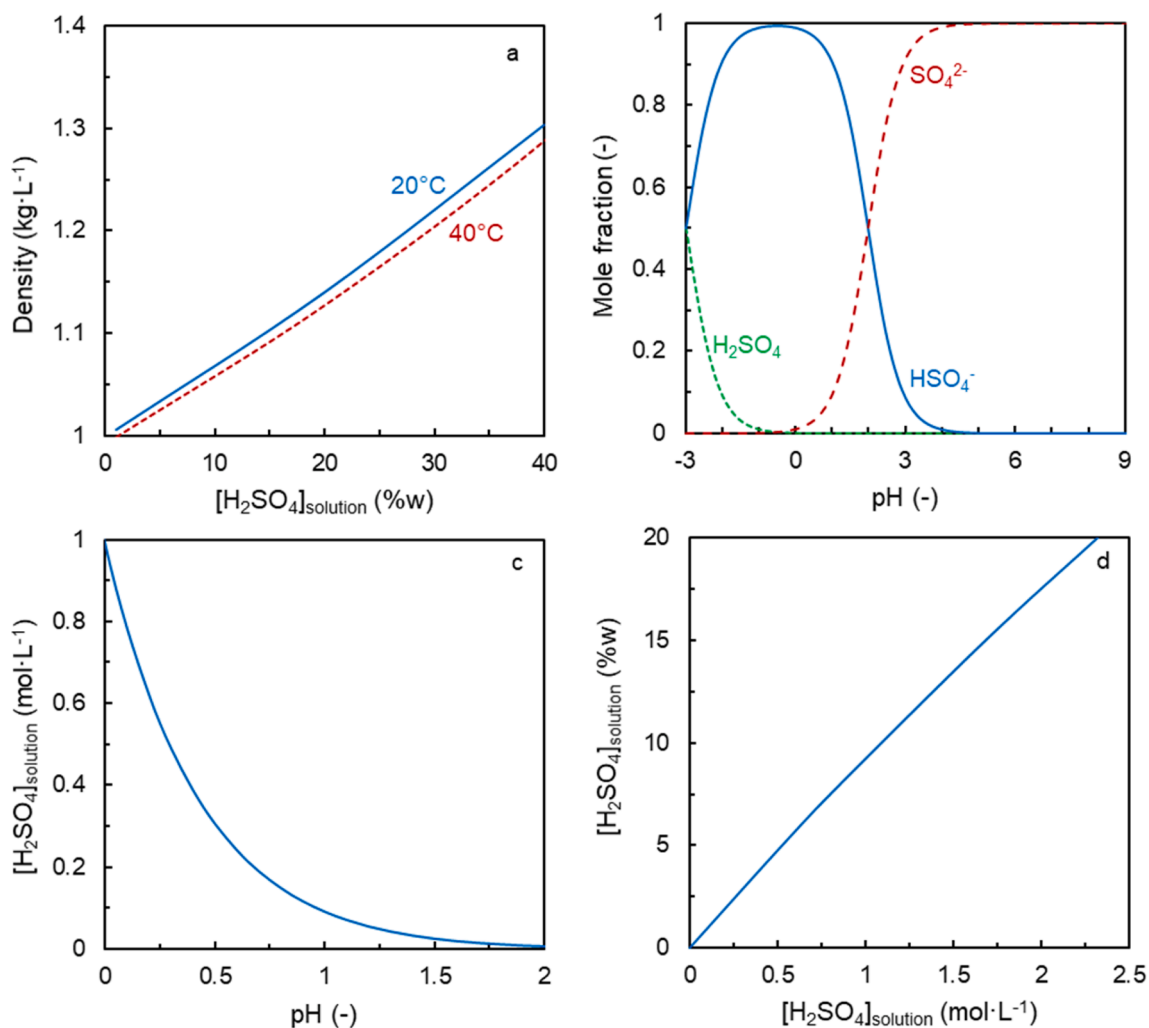 a
Density (kg·L⁻¹)
1.4
1.3
1.2
1.1
1
20°C
40°C
0
10
20
30
40
[H₂SO₄]solution (%w)
Mole fraction (-)
1
0.8
0.6
0.4
0.2
0
SO₄²⁻
H₂SO₄
HSO₄⁻
-3
0
3
6
9
pH (-)
c
[H₂SO₄]solution (mol·L⁻¹)
1
0.8
0.6
0.4
0.2
0
0
0.5
1
1.5
2
pH (-)
d
[H₂SO₄]solution (%w)
20
15
10
5
0
0
0.5
1
1.5
2
2.5
[H₂SO₄]solution (mol·L⁻¹)